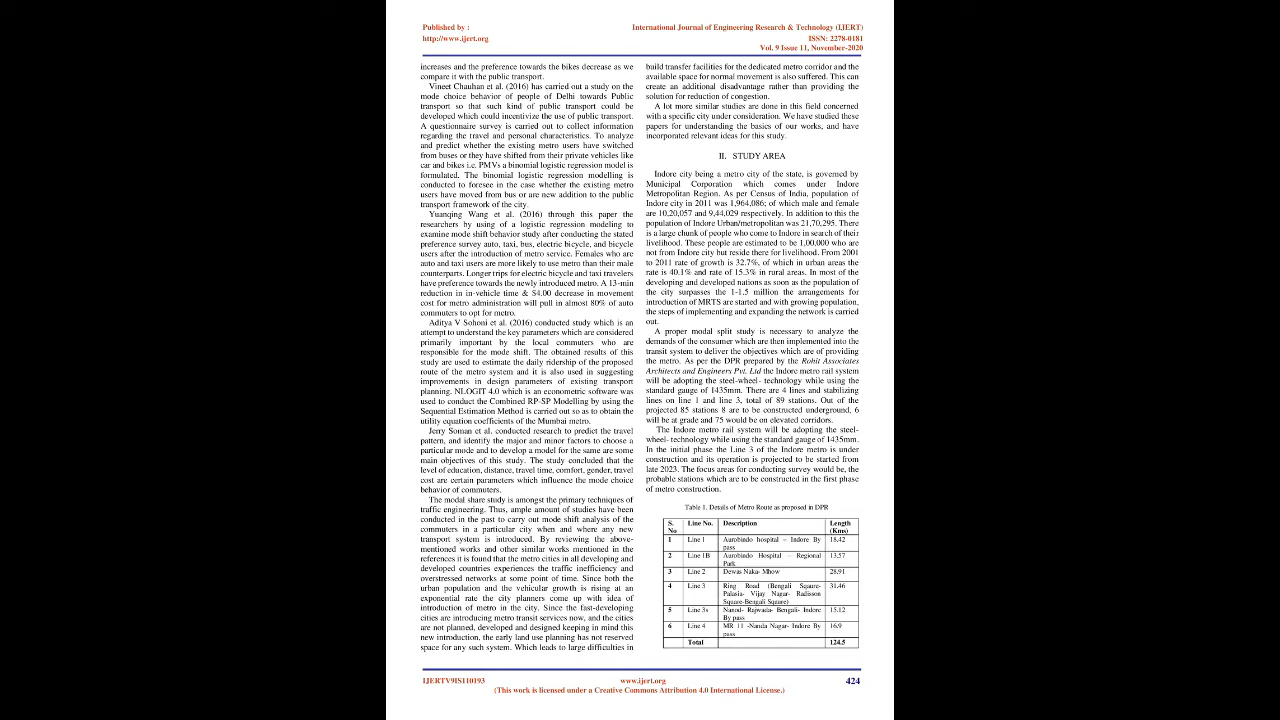 Published by :
http://www.ijert.org
International Journal of Engineering Research & Technology (IJERT)
ISSN: 2278-0181
Vol. 9 Issue 11, November-2020
increases and the preference towards the bikes decrease as we
compare it with the public transport.
Vineet Chauhan et al. (2016) has carried out a study on the
mode choice behavior of people of Delhi towards Public
transport so that such kind of public transport could be
developed which could incentivize the use of public transport.
A questionnaire survey is carried out to collect information
regarding the travel and personal characteristics. To analyze
and predict whether the existing metro users have switched
from buses or they have shifted from their private vehicles like
car and bikes i.e. PMVs a binomial logistic regression model is
formulated. The binomial logistic regression modelling is
conducted to foresee in the case whether the existing metro
users have moved from bus or are new addition to the public
transport framework of the city.
Yuanqing Wang et al. (2016) through this paper the
researchers by using of a logistic regression modeling to
examine mode shift behavior study after conducting the stated
preference survey auto, taxi, bus, electric bicycle, and bicycle
users after the introduction of metro service. Females who are
auto and taxi users are more likely to use metro than their male
counterparts. Longer trips for electric bicycle and taxi travelers
have preference towards the newly introduced metro. A 13-min
reduction in in-vehicle time & $4.00 decrease in movement
cost for metro administration will pull in almost 80% of auto
commuters to opt for metro.
Aditya V Sohoni et al. (2016) conducted study which is an
attempt to understand the key parameters which are considered
primarily important by the local commuters who are
responsible for the mode shift. The obtained results of this
study are used to estimate the daily ridership of the proposed
route of the metro system and it is also used in suggesting
improvements in design parameters of existing transport
planning. NLOGIT 4.0 which is an econometric software was
used to conduct the Combined RP-SP Modelling by using the
Sequential Estimation Method is carried out so as to obtain the
utility equation coefficients of the Mumbai metro.
Jerry Soman et al. conducted research to predict the travel
pattern, and identify the major and minor factors to choose a
particular mode and to develop a model for the same are some
main objectives of this study. The study concluded that the
level of education, distance, travel time, comfort, gender, travel
cost are certain parameters which influence the mode choice
behavior of commuters.
The modal share study is amongst the primary techniques of
traffic engineering. Thus, ample amount of studies have been
conducted in the past to carry out mode shift analysis of the
commuters in a particular city when and where any new
transport system is introduced. By reviewing the above-
mentioned works and other similar works mentioned in the
references it is found that the metro cities in all developing and
developed countries experiences the traffic inefficiency and
overstressed networks at some point of time. Since both the
urban population and the vehicular growth is rising at an
exponential rate the city planners come up with idea of
introduction of metro in the city. Since the fast-developing
cities are introducing metro transit services now, and the cities
are not planned, developed and designed keeping in mind this
new introduction, the early land use planning has not reserved
space for any such system. Which leads to large difficulties in
build transfer facilities for the dedicated metro corridor and the
available space for normal movement is also suffered. This can
create an additional disadvantage rather than providing the
solution for reduction of congestion.
A lot more similar studies are done in this field concerned
with a specific city under consideration. We have studied these
papers for understanding the basics of our works, and have
incorporated relevant ideas for this study.
II. STUDY AREA
Indore city being a metro city of the state, is governed by
Municipal Corporation which comes under Indore
Metropolitan Region. As per Census of India, population of
Indore city in 2011 was 1,964,086; of which male and female
are 10,20,057 and 9,44,029 respectively. In addition to this the
population of Indore Urban/metropolitan was 21,70,295. There
is a large chunk of people who come to Indore in search of their
livelihood. These people are estimated to be 1,00,000 who are
not from Indore city but reside there for livelihood. From 2001
to 2011 rate of growth is 32.7%, of which in urban areas the
rate is 40.1% and rate of 15.3% in rural areas. In most of the
developing and developed nations as soon as the population of
the city surpasses the 1-1.5 million the arrangements for
introduction of MRTS are started and with growing population,
the steps of implementing and expanding the network is carried
out.
A proper modal split study is necessary to analyze the
demands of the consumer which are then implemented into the
transit system to deliver the objectives which are of providing
the metro. As per the DPR prepared by the Rohit Associates
Architects and Engineers Pvt. Ltd the Indore metro rail system
will be adopting the steel-wheel- technology while using the
standard gauge of 1435mm. There are 4 lines and stabilizing
lines on line 1 and line 3, total of 89 stations. Out of the
projected 85 stations 8 are to be constructed underground, 6
will be at grade and 75 would be on elevated corridors.
The Indore metro rail system will be adopting the steel-
wheel- technology while using the standard gauge of 1435mm.
In the initial phase the Line 3 of the Indore metro is under
construction and its operation is projected to be started from
late 2023. The focus areas for conducting survey would be, the
probable stations which are to be constructed in the first phase
of metro construction.
Table 1. Details of Metro Route as proposed in DPR
S. No Line No. Description Length (Kms)
1 Line 1 Aurobindo hospital – Indore By pass 18.42
2 Line 1B Aurobindo Hospital – Regional Park 13.57
3 Line 2 Dewas Naka- Mhow 28.91
4 Line 3 Ring Road (Bengali Sqaure- Palasia- Vijay Nagar- Radisson Square-Bengali Square) 31.46
5 Line 3s Nanod- Rajwada- Bengali- Indore By pass 15.12
6 Line 4 MR 11 -Nanda Nagar- Indore By pass 16.9
Total 124.5
IJERTV9IS110193
www.ijert.org
424
(This work is licensed under a Creative Commons Attribution 4.0 International License.)